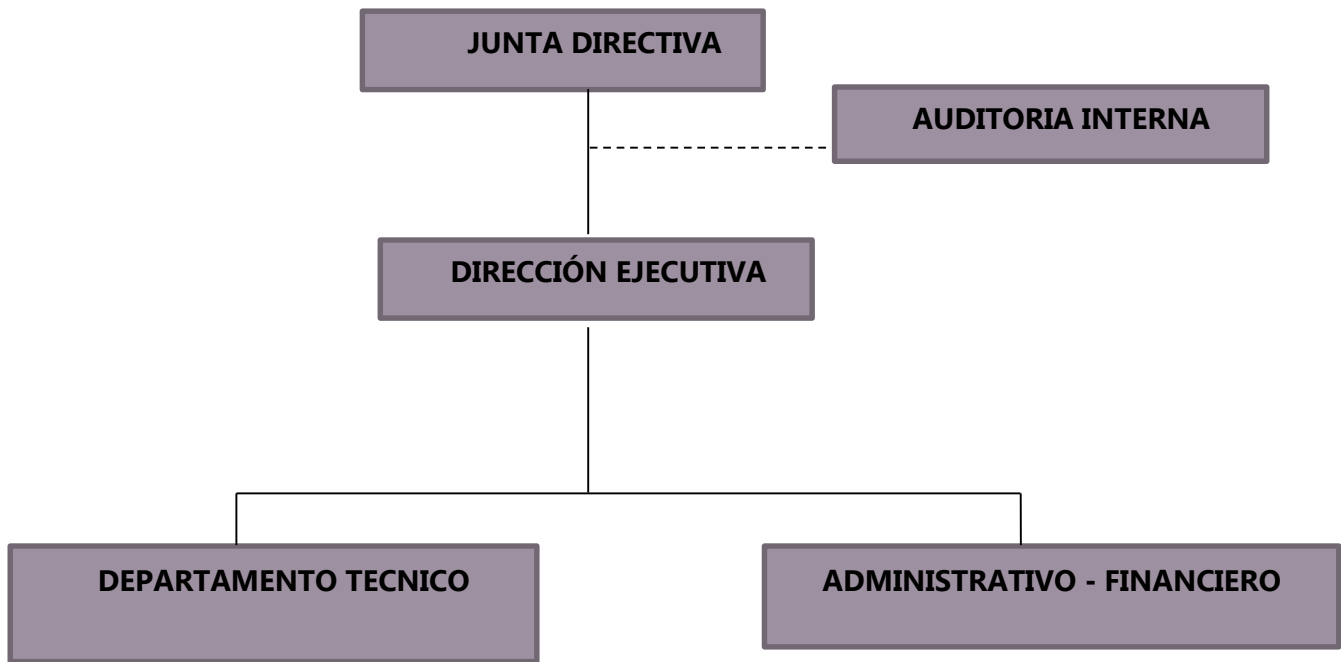 JUNTA DIRECTIVA
AUDITORIA INTERNA
DIRECCIÓN EJECUTIVA
DEPARTAMENTO TECNICO
ADMINISTRATIVO - FINANCIERO